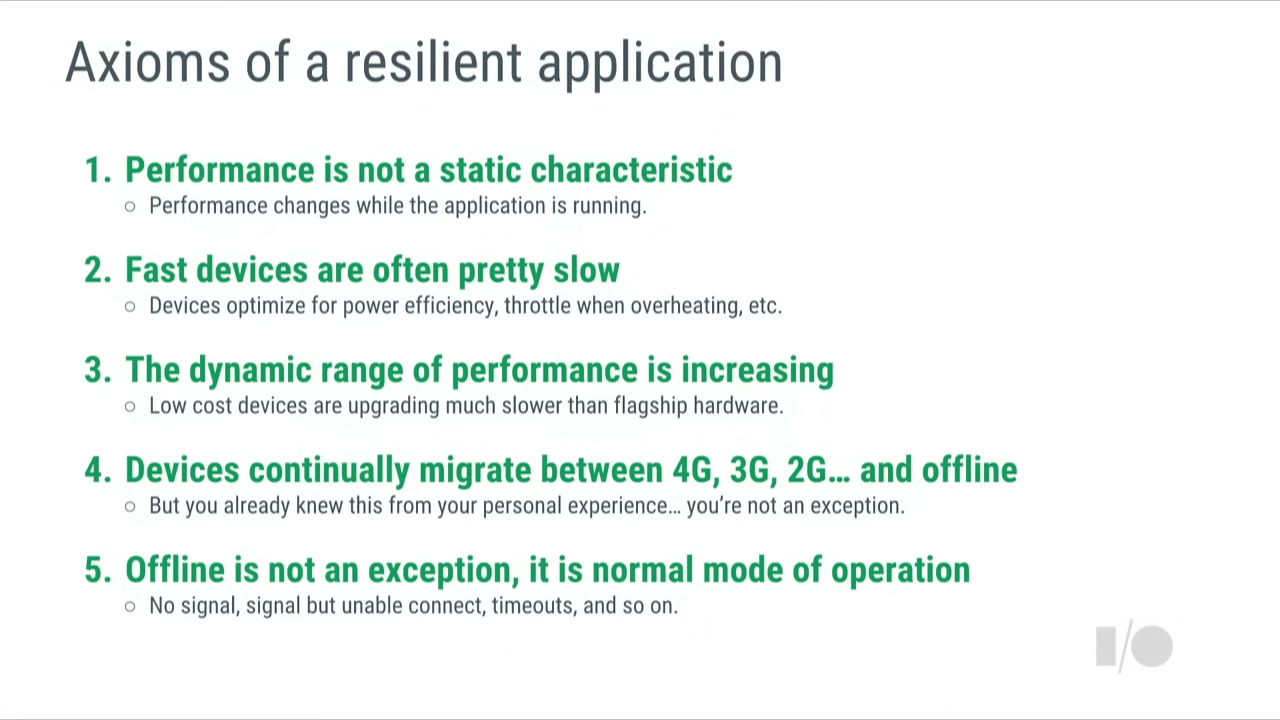 Axioms of a resilient application
1. Performance is not a static characteristic
○ Performance changes while the application is running.
2. Fast devices are often pretty slow
○ Devices optimize for power efficiency, throttle when overheating, etc.
3. The dynamic range of performance is increasing
○ Low cost devices are upgrading much slower than flagship hardware.
4. Devices continually migrate between 4G, 3G, 2G... and offline
○ But you already knew this from your personal experience... you're not an exception.
5. Offline is not an exception, it is normal mode of operation
○ No signal, signal but unable connect, timeouts, and so on.
I/O